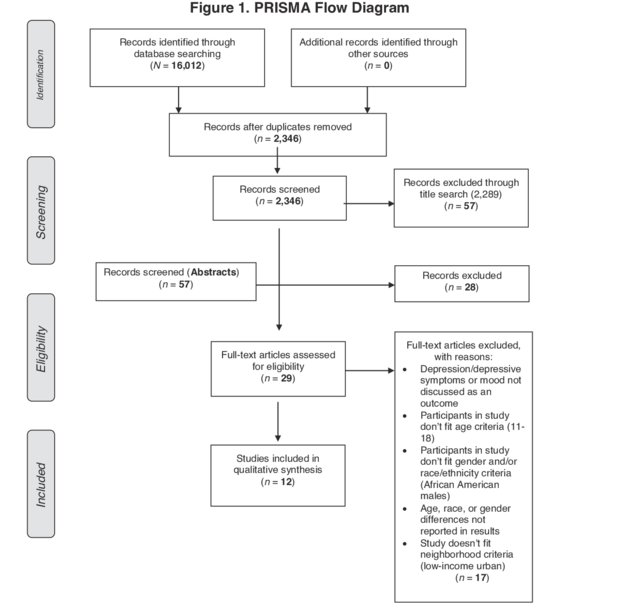 Figure 1. PRISMA Flow Diagram
Identification
Records identified through
database searching
(N = 16,012)
Additional records identified through
other sources
(n = 0)
Records after duplicates removed
(n = 2,346)
Screening
Records screened
(n = 2,346)
Records excluded through
title search (2,289)
(n = 57)
Records screened (Abstracts)
(n = 57)
Records excluded
(n = 28)
Eligibility
Full-text articles assessed
for eligibility
(n = 29)
Full-text articles excluded,
with reasons:
• Depression/depressive
symptoms or mood not
discussed as an
outcome
• Participants in study
don't fit age criteria (11-
18)
• Participants in study
don't fit gender and/or
race/ethnicity criteria
(African American
males)
• Age, race, or gender
differences not
reported in results
• Study doesn't fit
neighborhood criteria
(low-income urban)
(n = 17)
Included
Studies included in
qualitative synthesis
(n = 12)